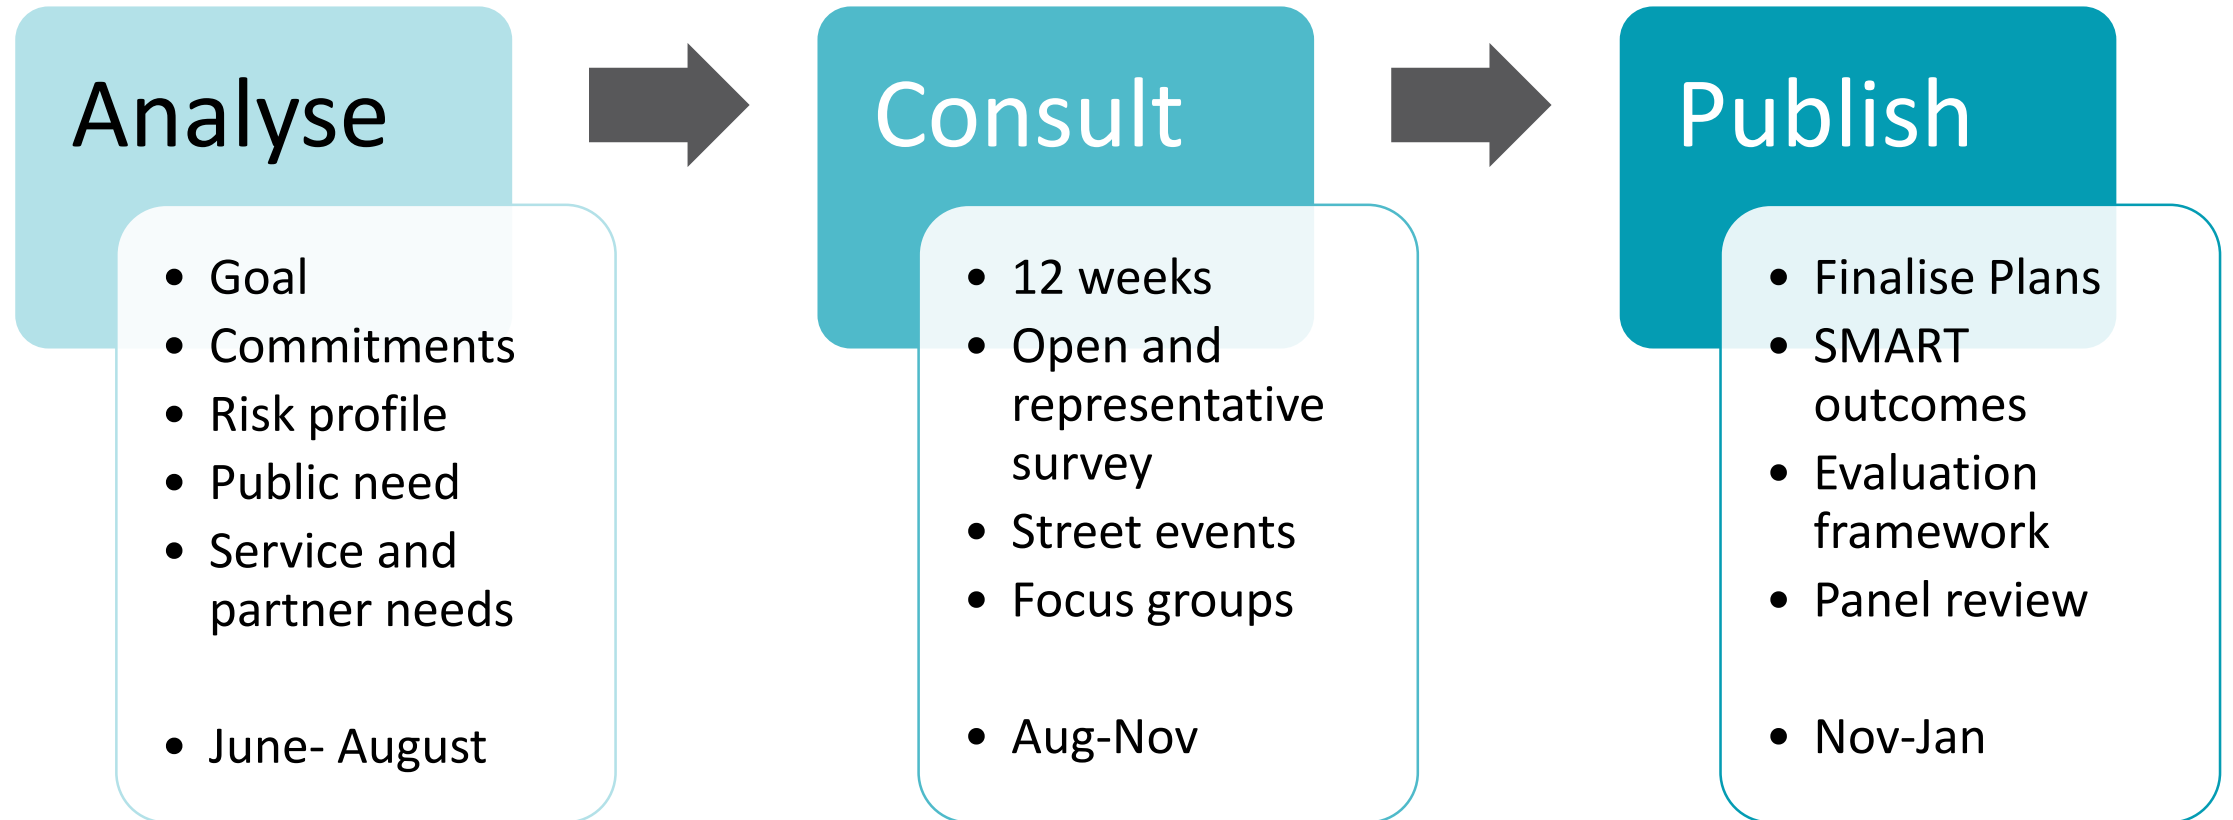 Analyse
• Goal
• Commitments
• Risk profile
• Public need
• Service and
partner needs
• June- August
Consult
• 12 weeks
• Open and
representative
survey
• Street events
• Focus groups
• Aug-Nov
Publish
• Finalise Plans
• SMART
outcomes
• Evaluation
framework
• Panel review
• Nov-Jan